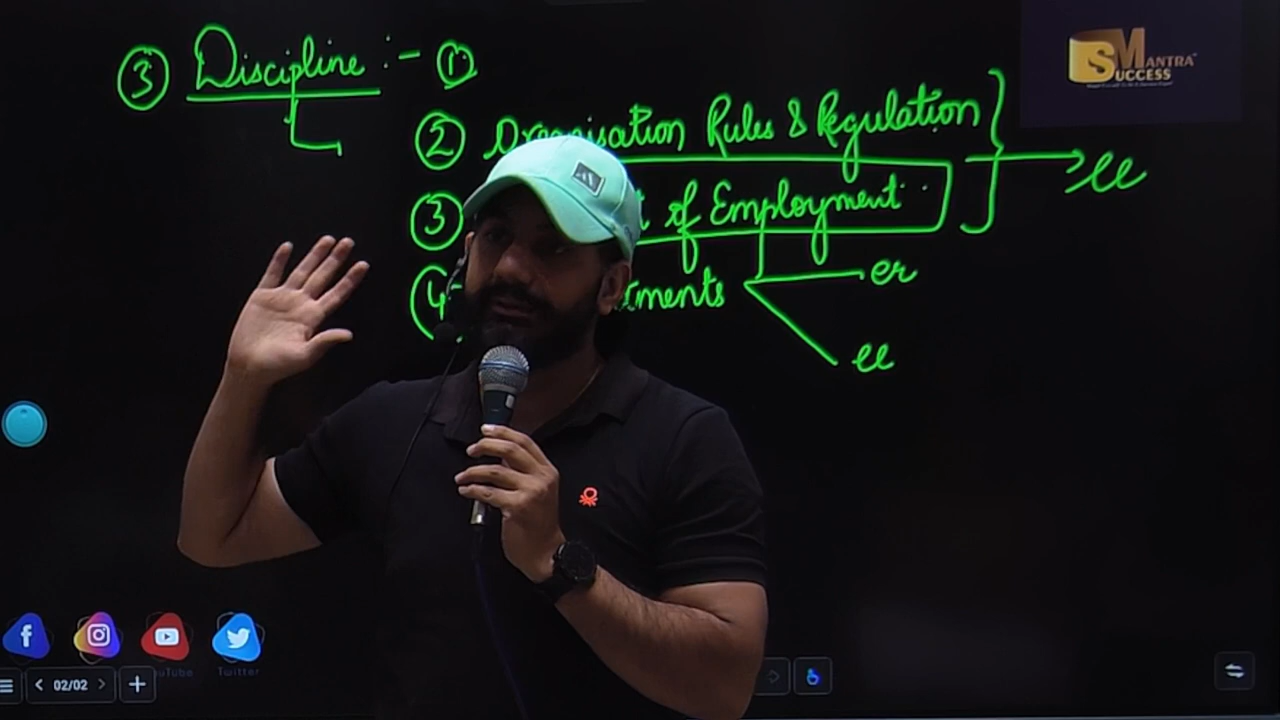 ③ Discipline :- ①
② Organisation Rules & Regulation
③ of Employment
④ er
ee
ee
SMANTRA
SUCCESS
02/02
Twitter